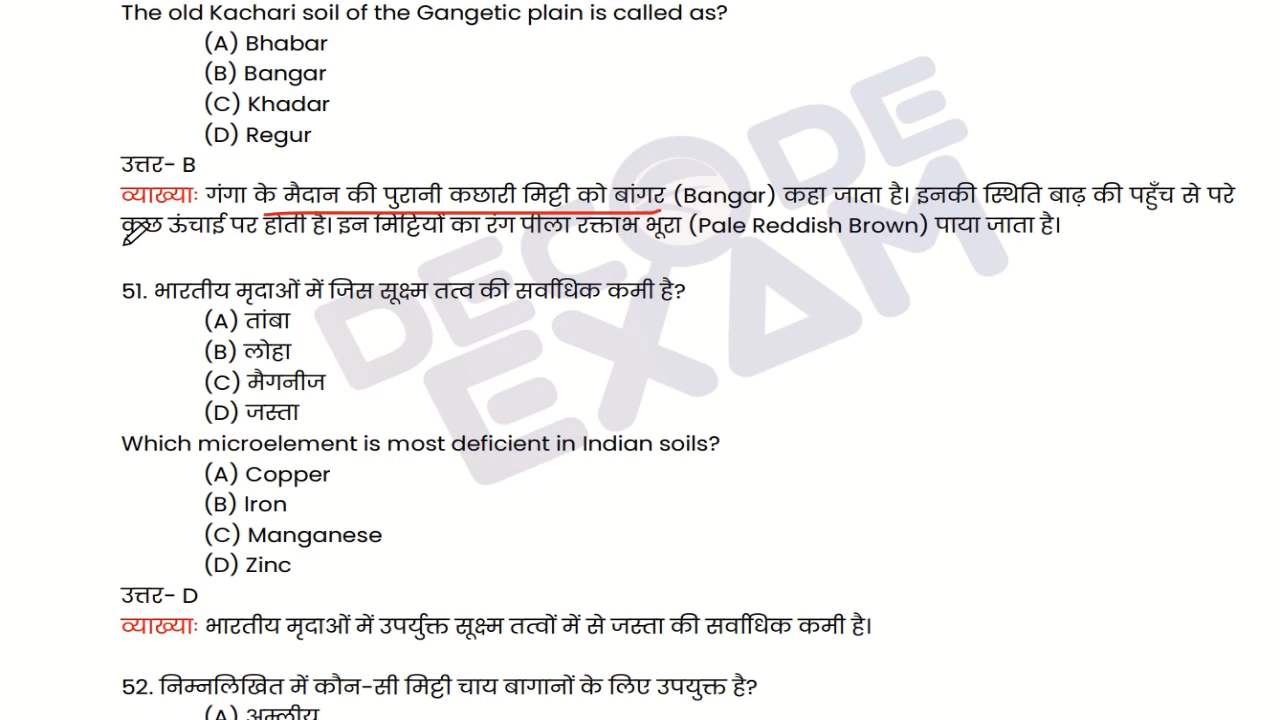 The old Kachari soil of the Gangetic plain is called as?
(A) Bhabar
(B) Bangar
(C) Khadar
(D) Regur
उत्तर- B
व्याख्याः गंगा के मैदान की पुरानी कछारी मिट्टी को बांगर (Bangar) कहा जाता है। इनकी स्थिति बाढ़ की पहुँच से परे
कुछ ऊंचाई पर होती है। इन मिट्टियों का रंग पीला रक्ताभ भूरा (Pale Reddish Brown) पाया जाता है।
51. भारतीय मृदाओं में जिस सूक्ष्म तत्व की सर्वाधिक कमी है?
(A) तांबा
(B) लोहा
(C) मैगनीज
(D) जस्ता
Which microelement is most deficient in Indian soils?
(A) Copper
(B) Iron
(C) Manganese
(D) Zinc
उत्तर- D
व्याख्याः भारतीय मृदाओं में उपर्युक्त सूक्ष्म तत्वों में से जस्ता की सर्वाधिक कमी है।
52. निम्नलिखित में कौन-सी मिट्टी चाय बागानों के लिए उपयुक्त है?
(A) अम्लीय
DECODE
EXAM